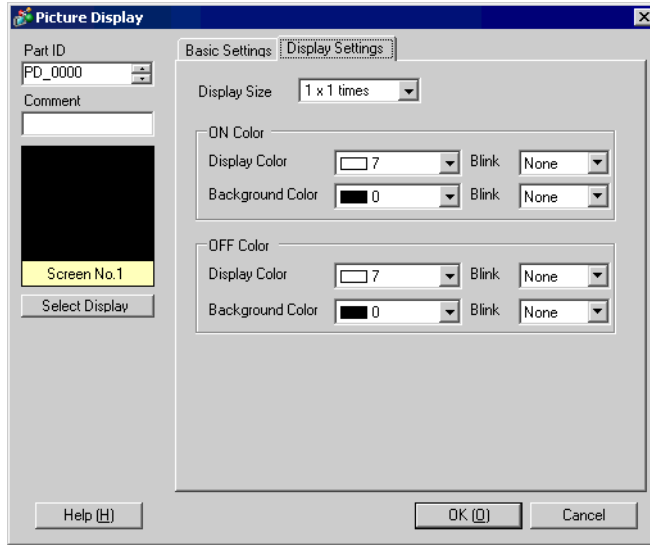 Picture Display
Part ID
PD_0000
Comment
Screen No.1
Select Display
Basic Settings Display Settings
Display Size 1 x 1 times
ON Color
Display Color 7 Blink None
Background Color 0 Blink None
OFF Color
Display Color 7 Blink None
Background Color 0 Blink None
Help (H) OK (O) Cancel